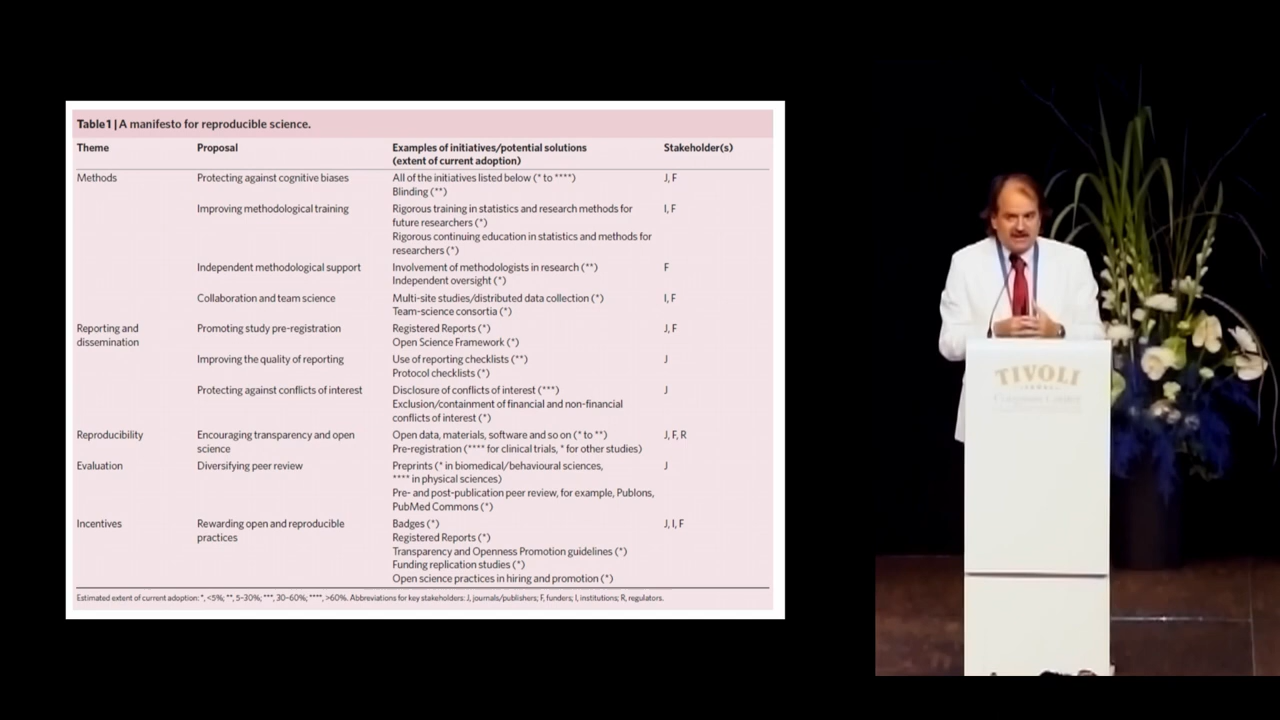 Table 1 | A manifesto for reproducible science.
Theme Proposal Examples of initiatives/potential solutions Stakeholder(s)
(extent of current adoption)
Methods Protecting against cognitive biases All of the initiatives listed below (* to ****) J, F
Blinding (**)
Improving methodological training Rigorous training in statistics and research methods for I, F
future researchers (*)
Rigorous continuing education in statistics and methods for
researchers (*)
Independent methodological support Involvement of methodologists in research (**) F
Independent oversight (*)
Collaboration and team science Multi-site studies/distributed data collection (*) I, F
Team-science consortia (*)
Reporting and Promoting study pre-registration Registered Reports (*) J, F
dissemination Open Science Framework (*)
Improving the quality of reporting Use of reporting checklists (**) J
Protocol checklists (*)
Protecting against conflicts of interest Disclosure of conflicts of interest (***) J
Exclusion/containment of financial and non-financial
conflicts of interest (*)
Reproducibility Encouraging transparency and open Open data, materials, software and so on (* to **) J, F, R
science Pre-registration (**** for clinical trials, * for other studies)
Evaluation Diversifying peer review Preprints (* in biomedical/behavioural sciences, J
**** in physical sciences)
Pre- and post-publication peer review, for example, Publons,
PubMed Commons (*)
Incentives Rewarding open and reproducible Badges (*) J, I, F
practices Registered Reports (*)
Transparency and Openness Promotion guidelines (*)
Funding replication studies (*)
Open science practices in hiring and promotion (*)
Estimated extent of current adoption: *, <5%; **, 5–30%; ***, 30–60%; ****, >60%. Abbreviations for key stakeholders: J, journals/publishers; F, funders; I, institutions; R, regulators.
TIVOLI